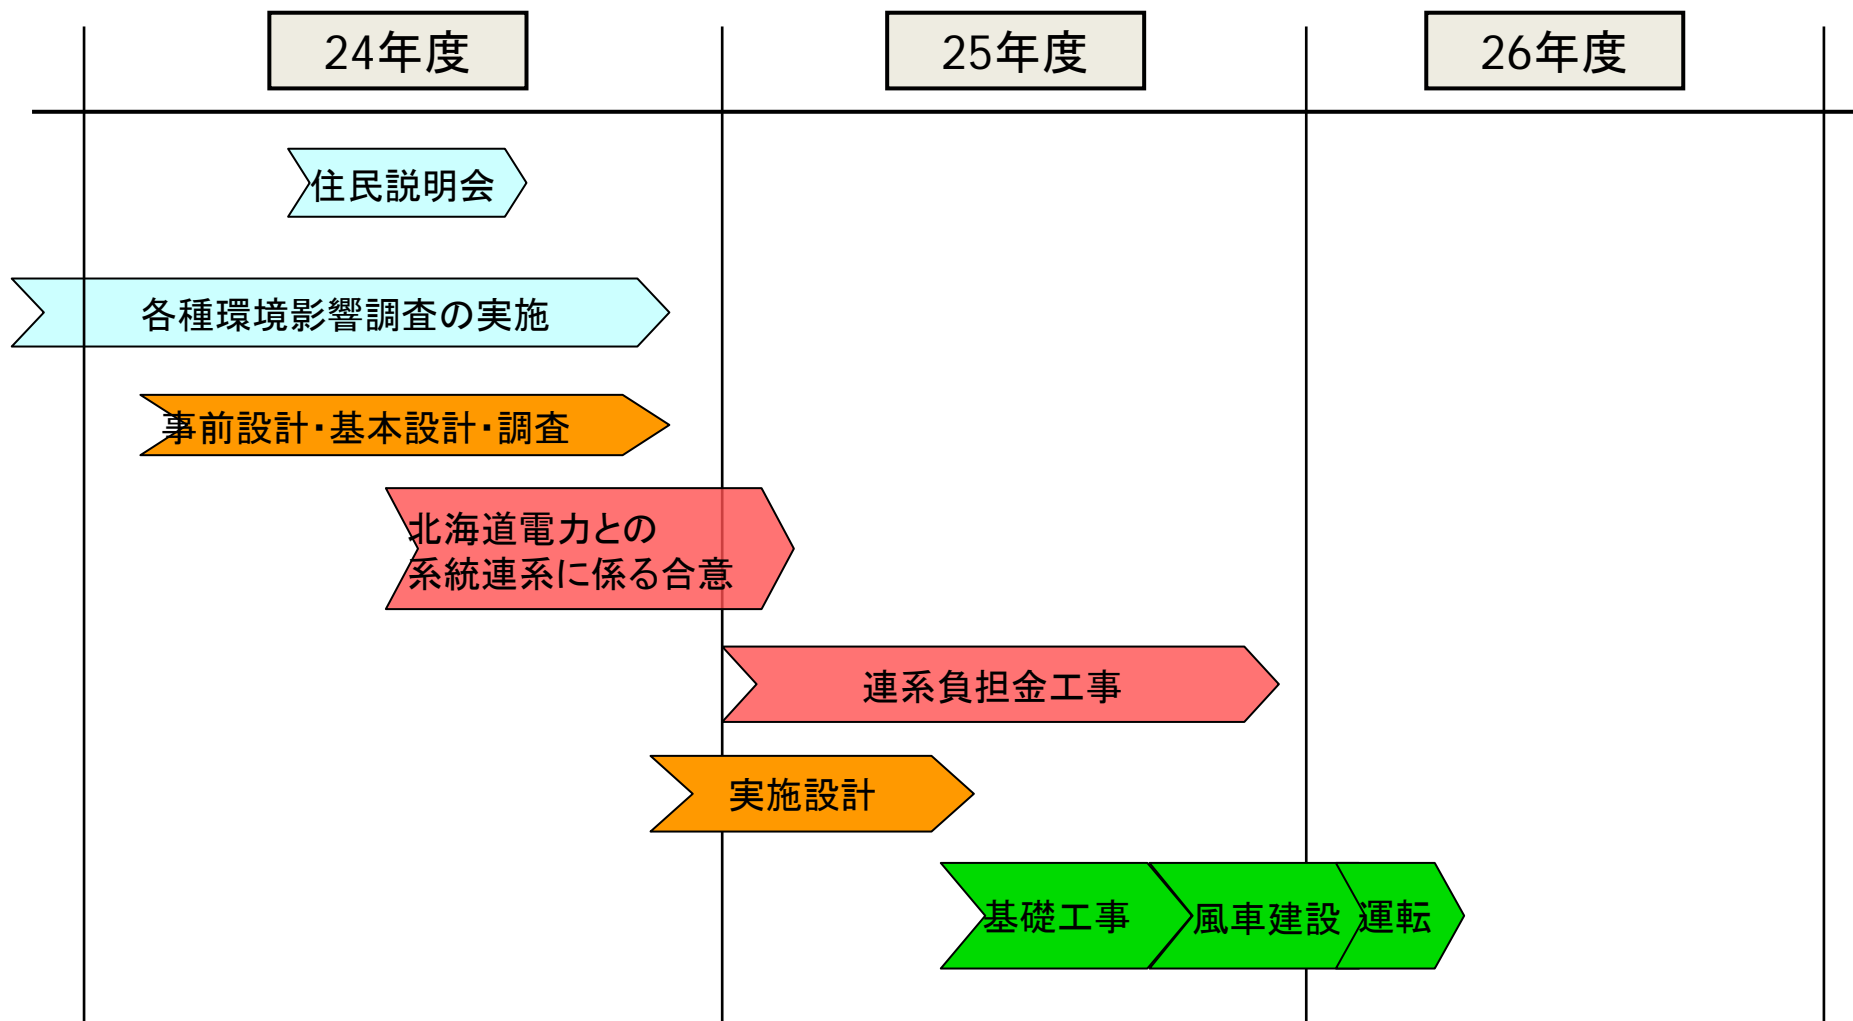 24年度
25年度
26年度
住民説明会
各種環境影響調査の実施
事前設計・基本設計・調査
北海道電力との
系統連系に係る合意
連系負担金工事
実施設計
基礎工事
風車建設
運転